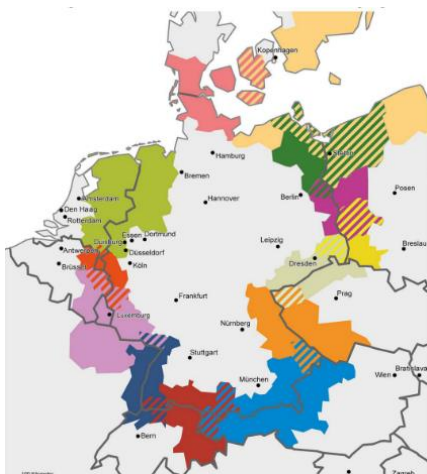 Kopenhagen
Hamburg
Stettin
Bremen
Amsterdam
Berlin
Posen
Hannover
Den Haag
Rotterdam
Essen
Dortmund
Duisburg
Leipzig
Antwerpen
Düsseldorf
Breslau
Brüssel
Köln
Dresden
Frankfurt
Prag
Luxemburg
Nürnberg
Stuttgart
Wien
Bratislava
München
Bern
Zagreb